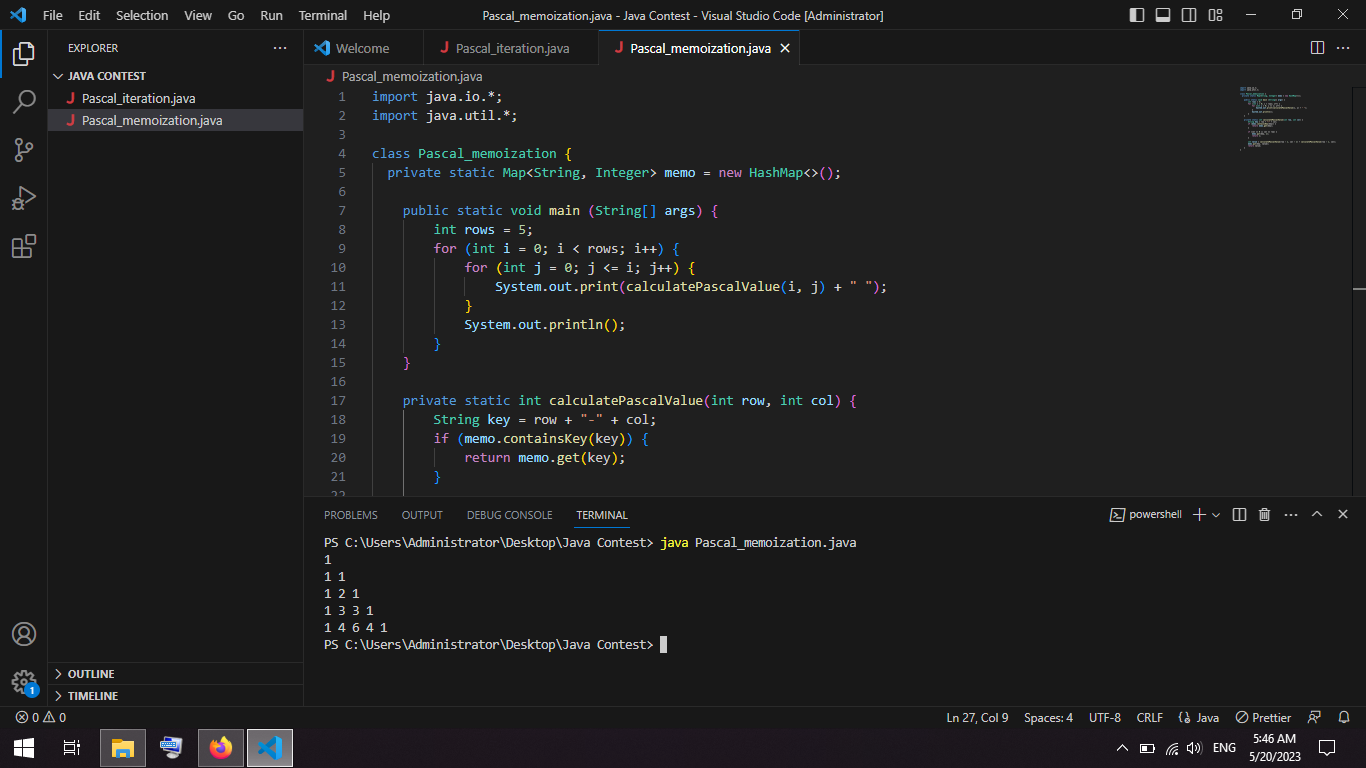 File Edit Selection View Go Run Terminal Help Pascal_memoization.java - Java Contest - Visual Studio Code [Administrator]
EXPLORER
JAVA CONTEST
Pascal_iteration.java
Pascal_memoization.java
OUTLINE
TIMELINE
Welcome Pascal_iteration.java Pascal_memoization.java
Pascal_memoization.java
1 import java.io.*;
2 import java.util.*;
3
4 class Pascal_memoization {
5 private static Map<String, Integer> memo = new HashMap<>();
6
7 public static void main (String[] args) {
8 int rows = 5;
9 for (int i = 0; i < rows; i++) {
10 for (int j = 0; j <= i; j++) {
11 System.out.print(calculatePascalValue(i, j) + " ");
12 }
13 System.out.println();
14 }
15 }
16
17 private static int calculatePascalValue(int row, int col) {
18 String key = row + "-" + col;
19 if (memo.containsKey(key)) {
20 return memo.get(key);
21 }
22
PROBLEMS OUTPUT DEBUG CONSOLE TERMINAL powershell
PS C:\Users\Administrator\Desktop\Java Contest> java Pascal_memoization.java
1
1 1
1 2 1
1 3 3 1
1 4 6 4 1
PS C:\Users\Administrator\Desktop\Java Contest>
1
0 0 Ln 27, Col 9 Spaces: 4 UTF-8 CRLF Java Prettier
ENG 5:46 AM
5/20/2023